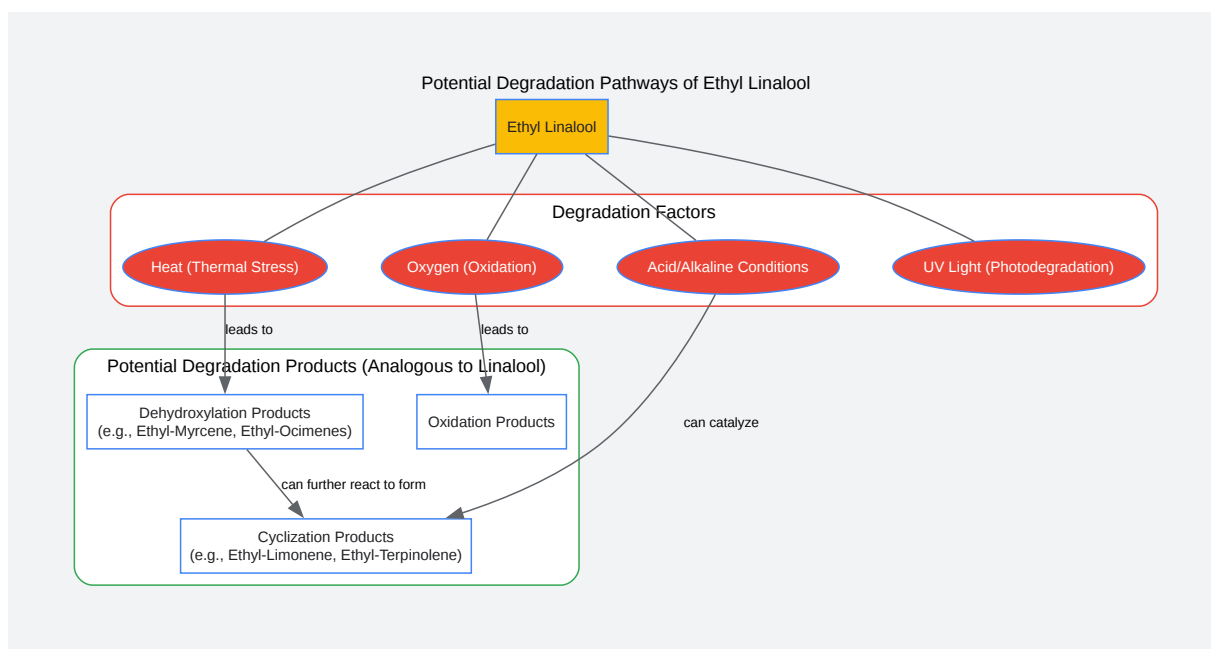 Potential Degradation Pathways of Ethyl Linalool
Ethyl Linalool
Degradation Factors
Heat (Thermal Stress)
Oxygen (Oxidation)
Acid/Alkaline Conditions
UV Light (Photodegradation)
leads to
leads to
Potential Degradation Products (Analogous to Linalool)
Dehydroxylation Products
(e.g., Ethyl-Myrcene, Ethyl-Ocimenes)
Oxidation Products
can catalyze
can further react to form
Cyclization Products
(e.g., Ethyl-Limonene, Ethyl-Terpinolene)